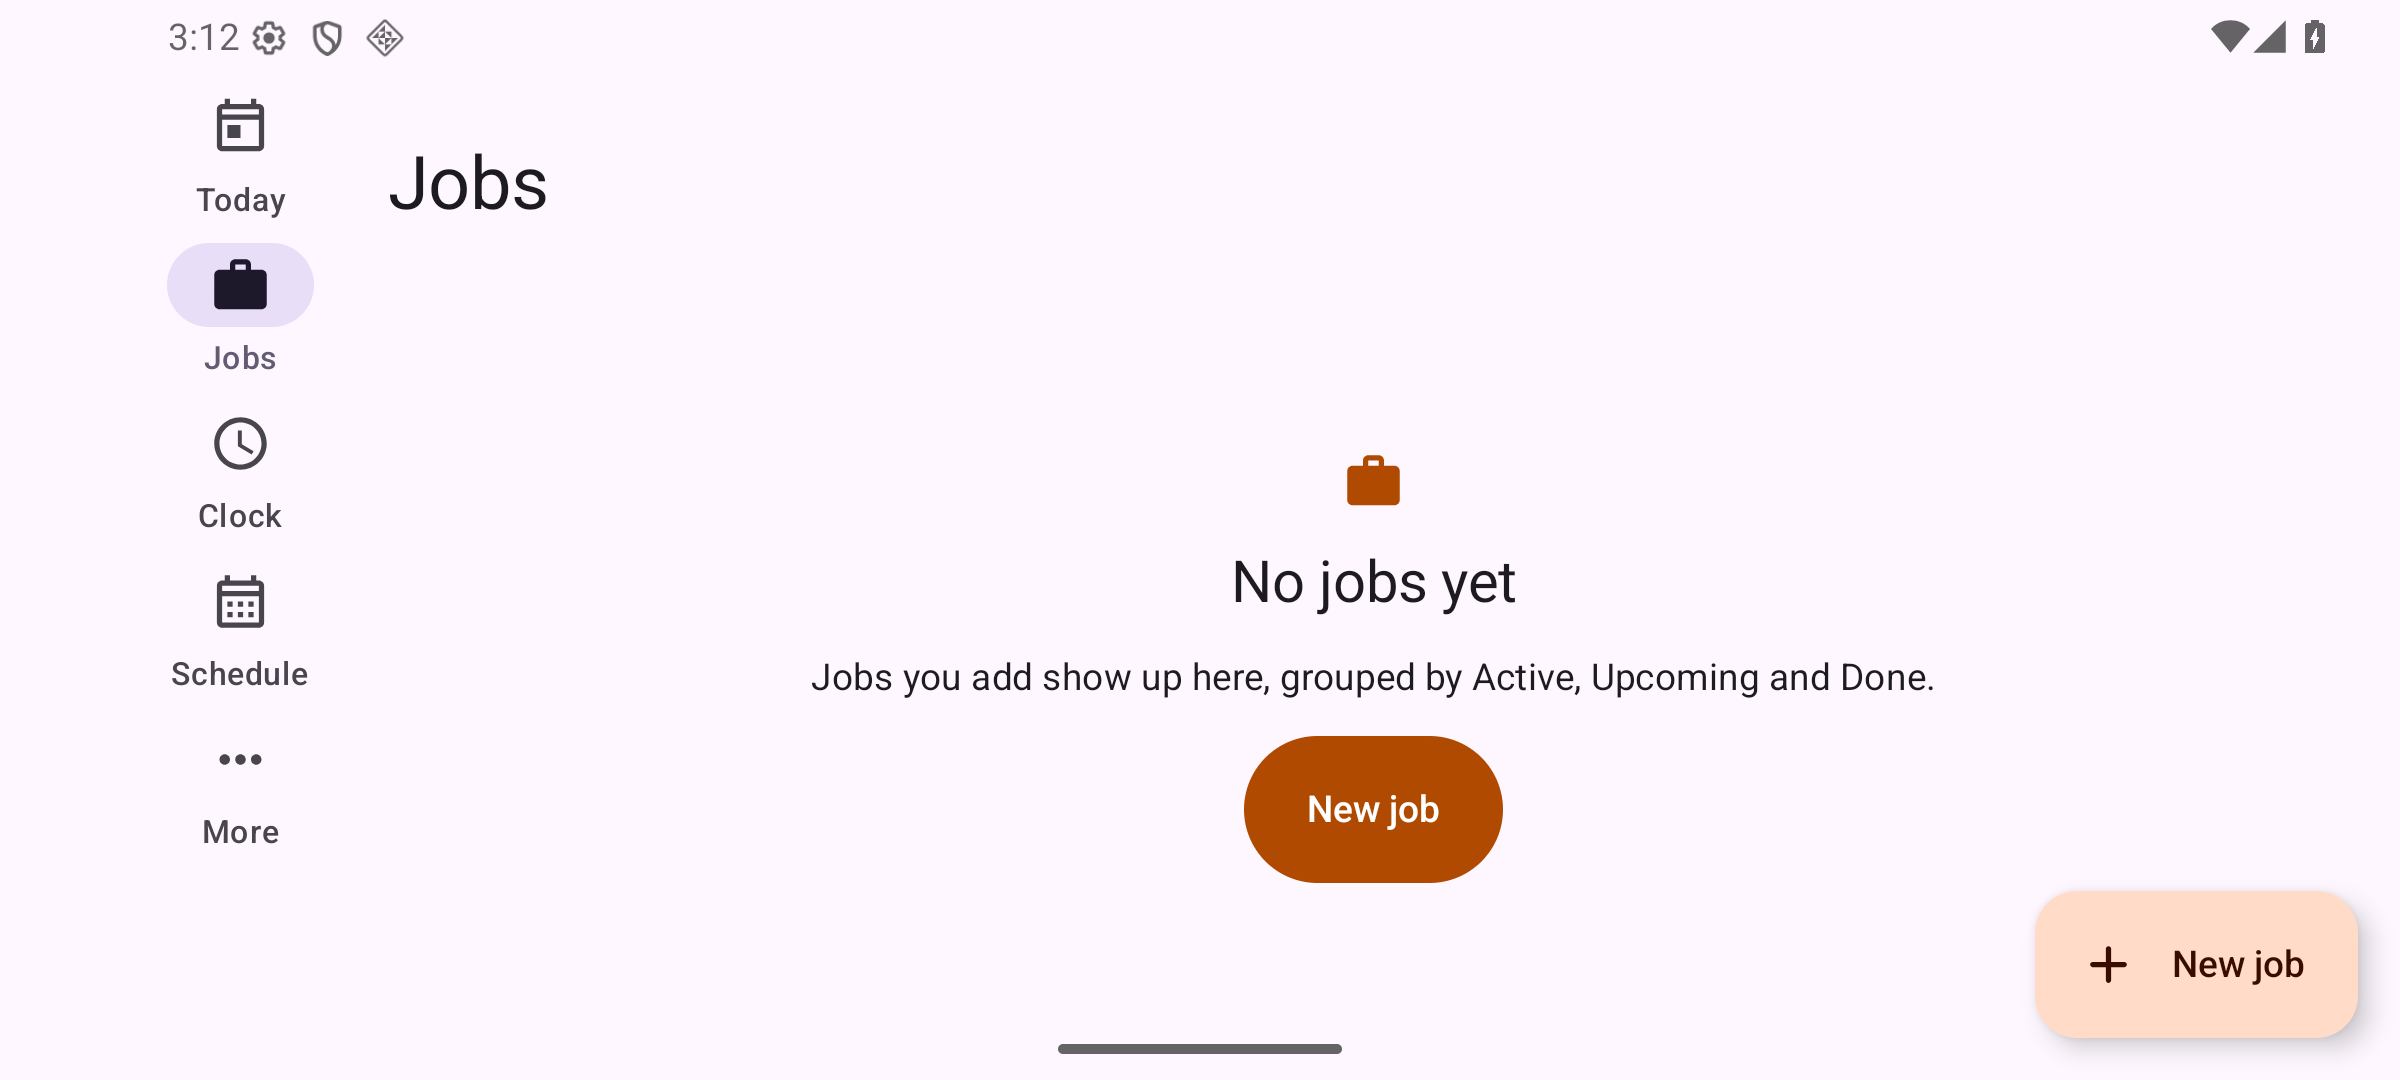 3:12
Today
Jobs
Clock
Schedule
More
Jobs
No jobs yet
Jobs you add show up here, grouped by Active, Upcoming and Done.
New job
New job